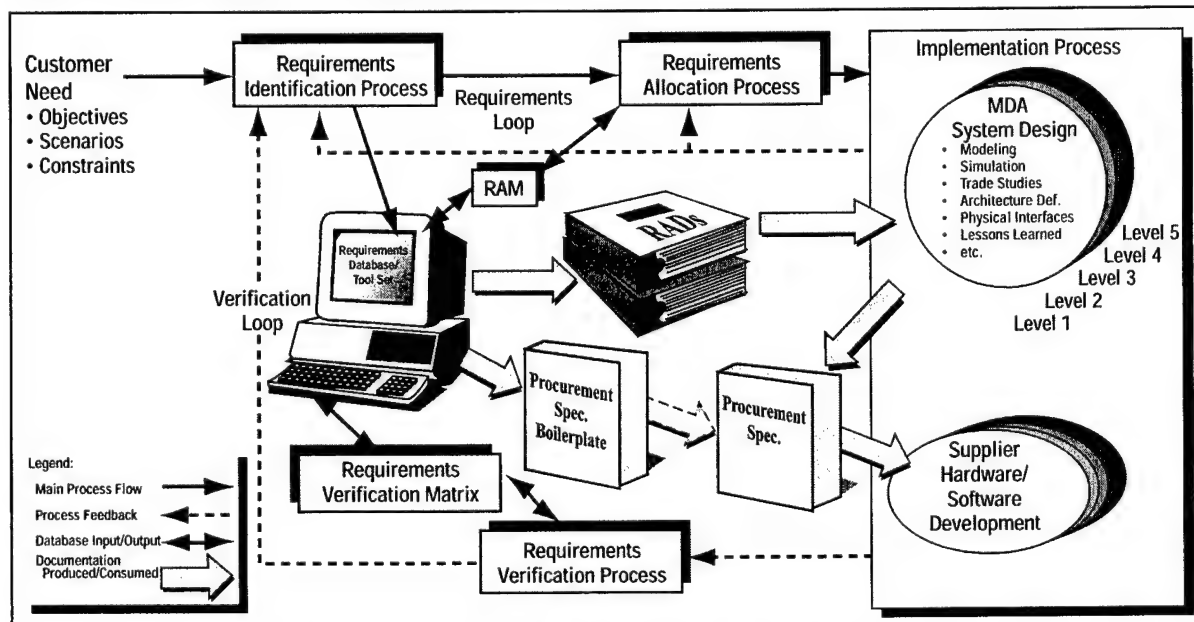 Customer
Need
• Objectives
• Scenarios
• Constraints
Requirements
Identification Process
Requirements
Loop
Requirements
Allocation Process
Implementation Process
MDA
System Design
• Modeling
• Simulation
• Trade Studies
• Architecture Def.
• Physical Interfaces
• Lessons Learned
• etc.
Level 5
Level 4
Level 3
Level 2
Level 1
RAM
Requirements
Database/
Tool Set
RADs
Verification
Loop
Procurement
Spec.
Boilerplate
Procurement
Spec.
Supplier
Hardware/
Software
Development
Requirements
Verification Matrix
Requirements
Verification Process
Legend:
Main Process Flow
Process Feedback
Database Input/Output
Documentation
Produced/Consumed